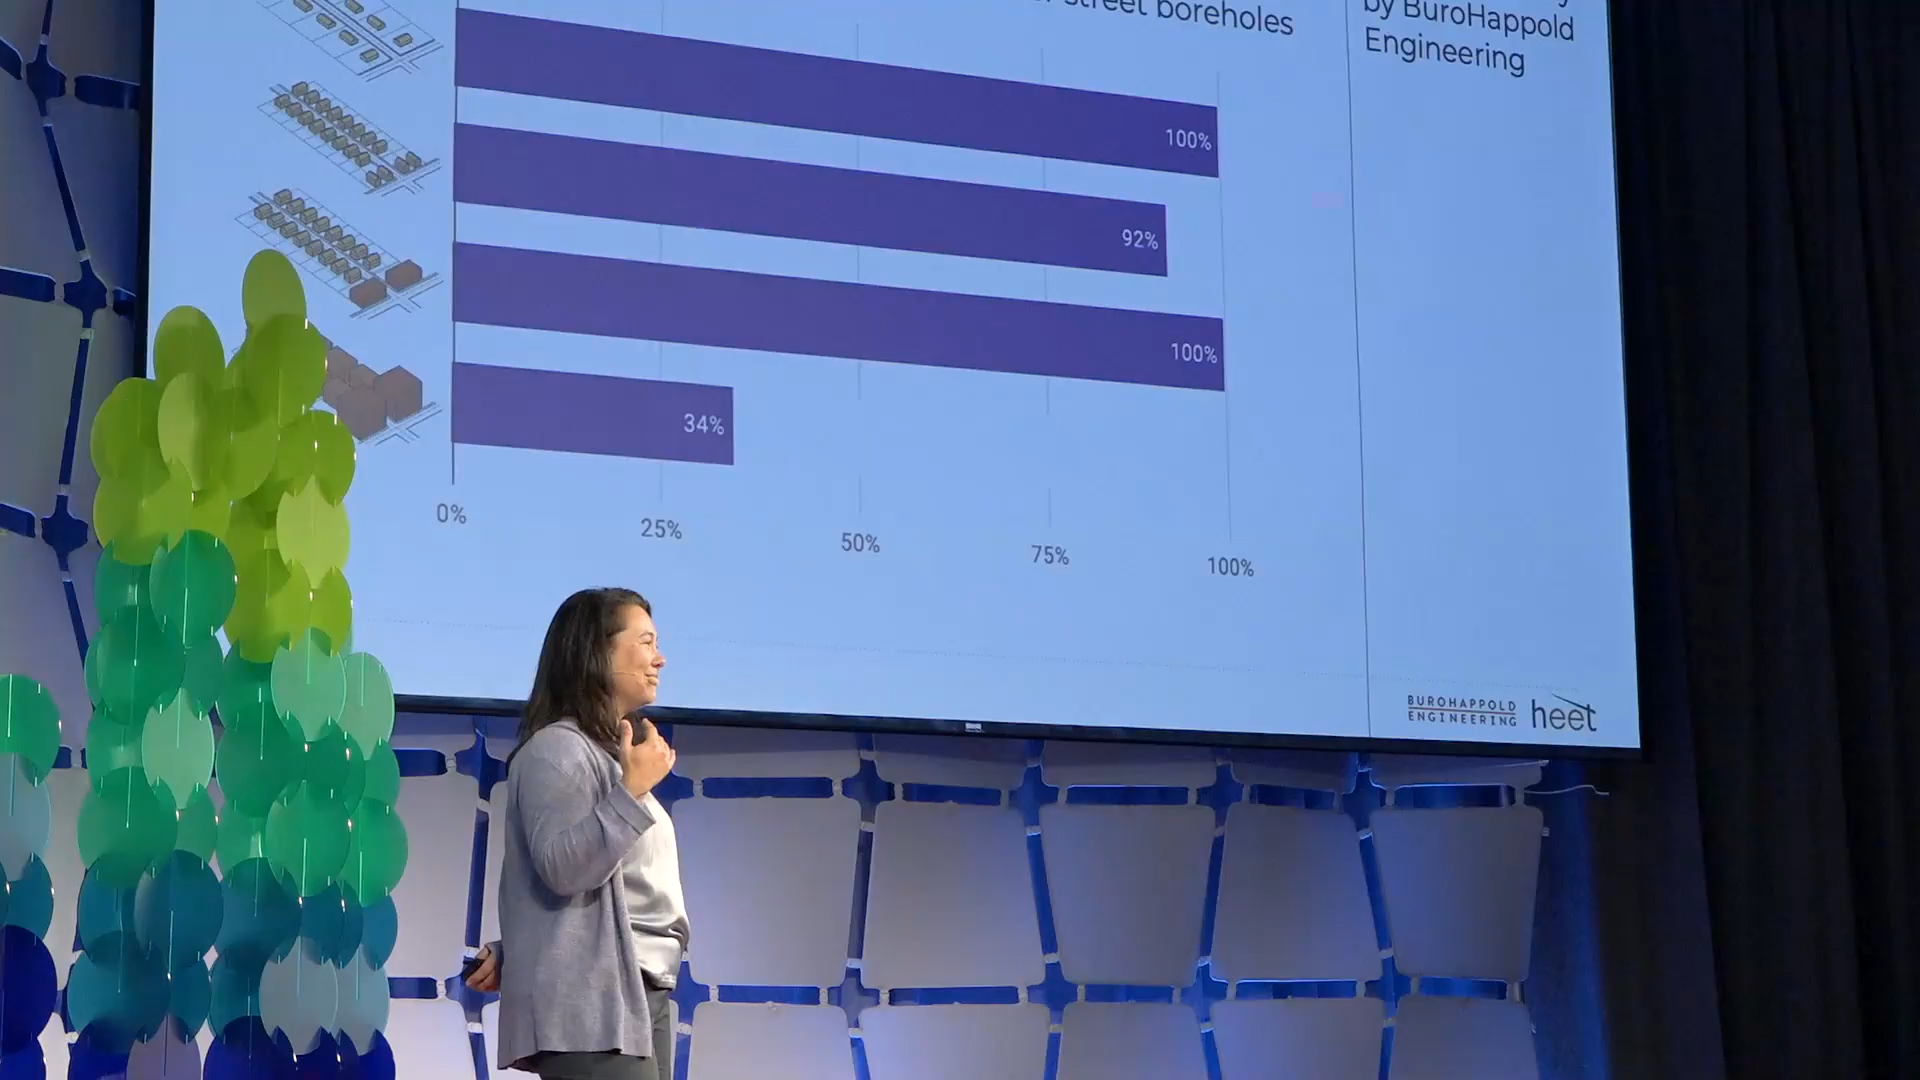 street boreholes
by BuroHappold
Engineering
100%
92%
100%
34%
0%
25%
50%
75%
100%
BUROHAPPOLD
ENGINEERING
heet